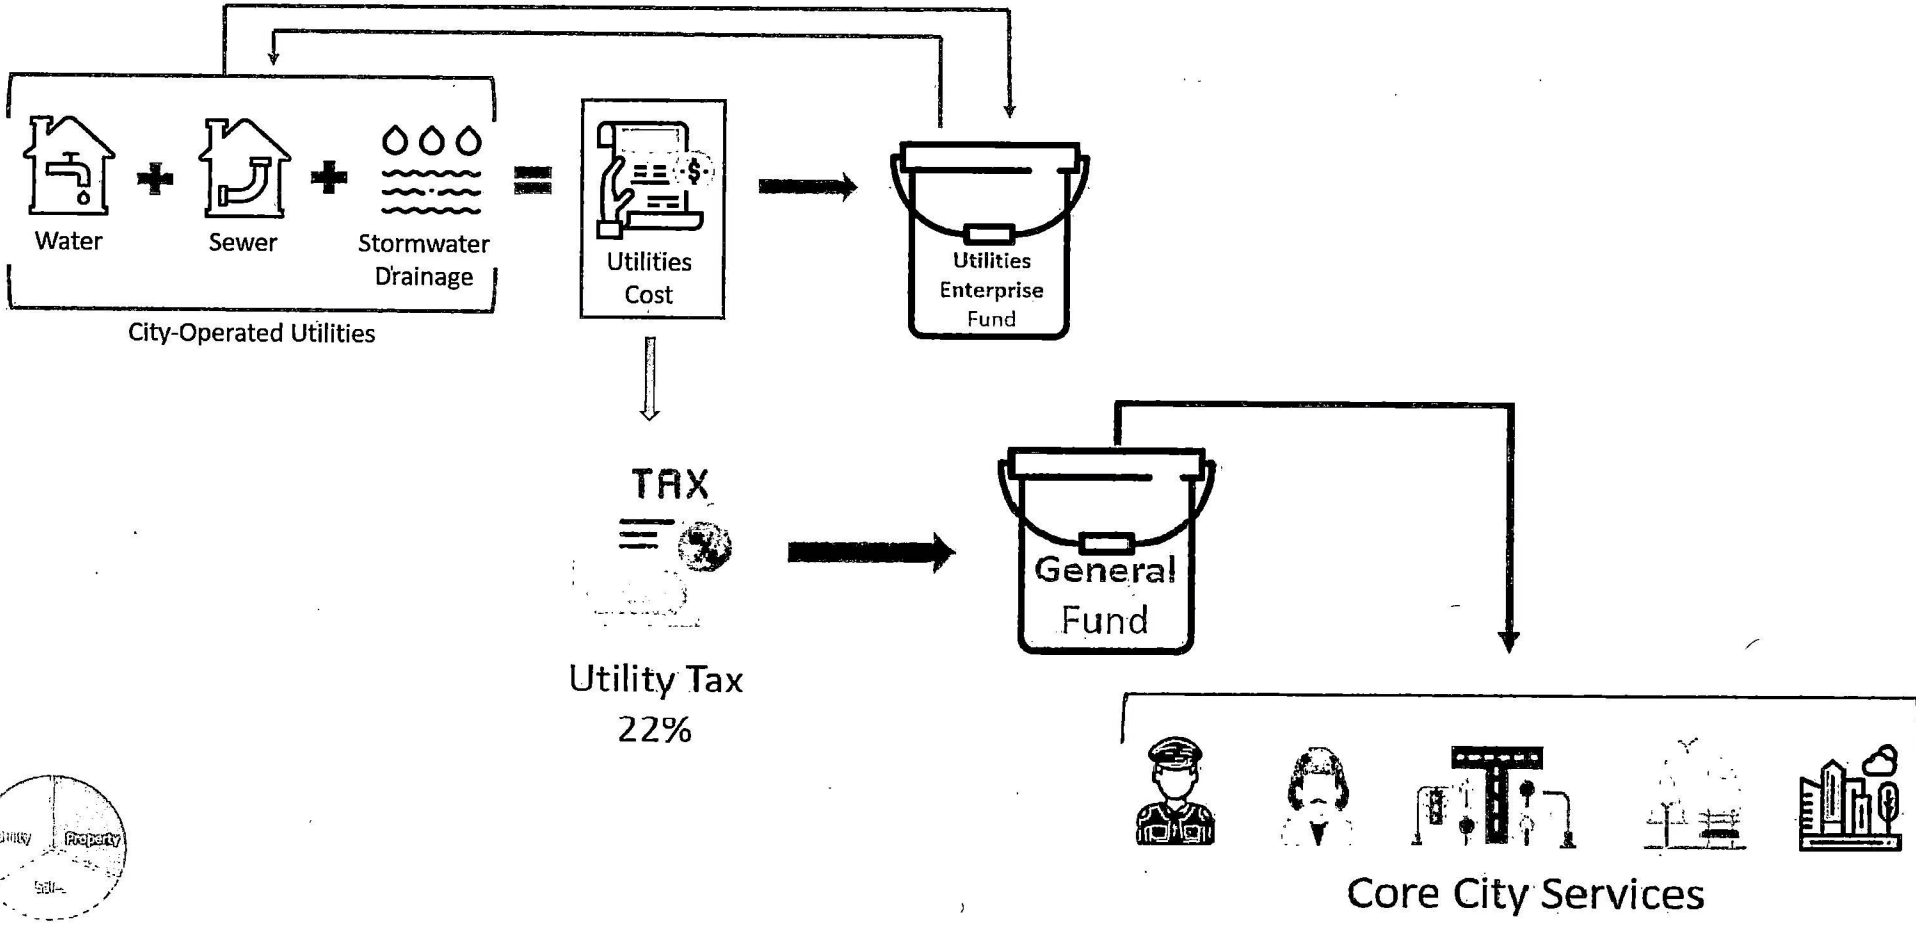 Water
Sewer
Stormwater
Drainage
City-Operated Utilities
$
Utilities
Cost
Utilities
Enterprise
Fund
TAX
Utility Tax
22%
General
Fund
Property
Core City Services